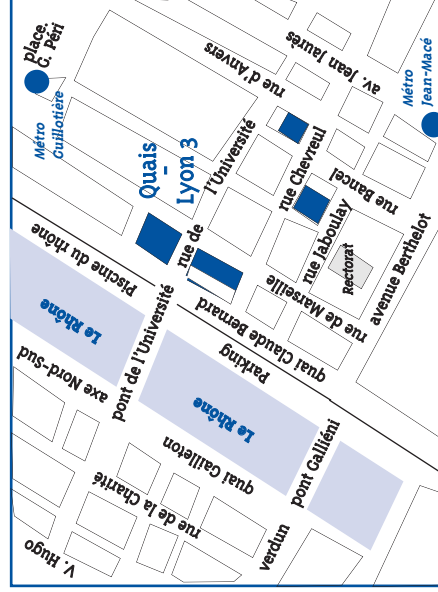 place.
G. Péri
Métro
Guillotière
rue d'Anvers
av. Jean Jaurès
Métro
Jean-Macé
Quais
-
Lyon 3
rue de l'Université
rue Chevreul
rue Bancel
rue Jaboulay
Rectorat
rue de Marseille
avenue Berthelot
Piscine du rhône
quai Claude Bernard
Parking
Le Rhône
axe Nord-Sud
pont de l'Université
Le Rhône
quai Gailleton
pont Galliéni
rue de la Charité
verdun
V. Hugo